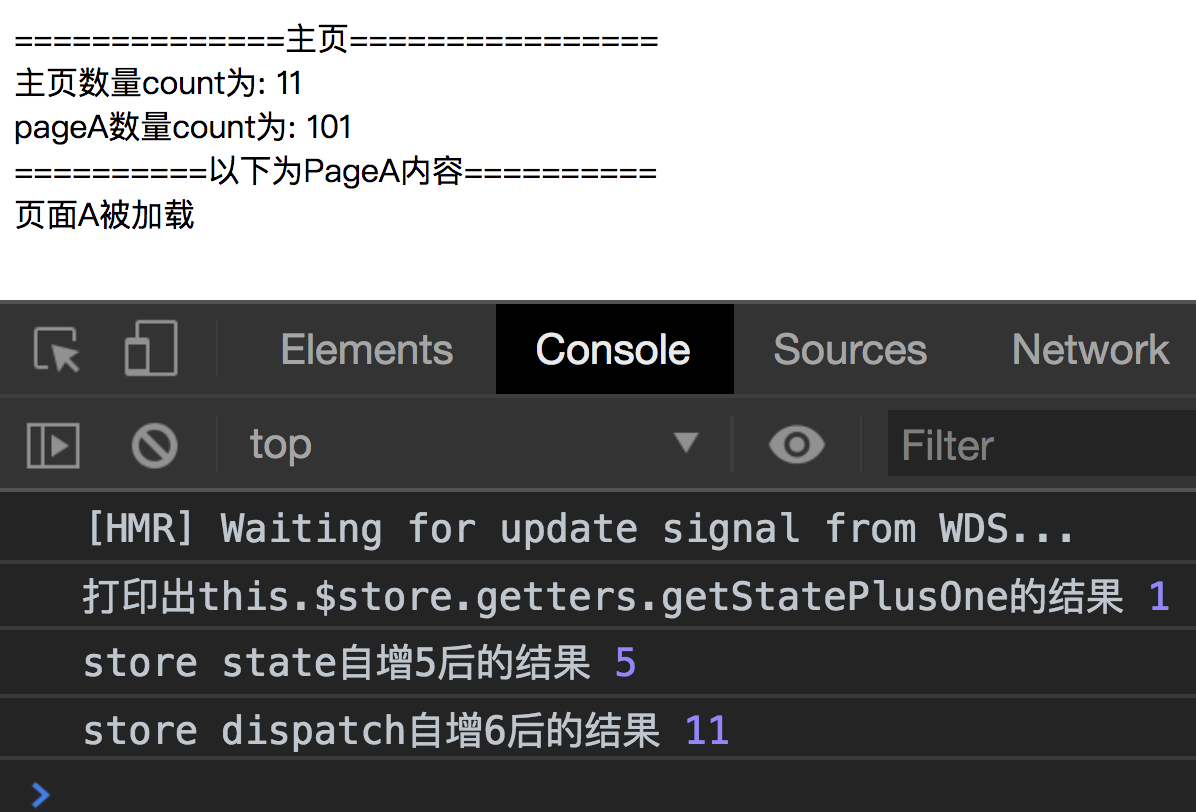 ==============主页================
主页数量count为: 11
pageA数量count为: 101
==========以下为PageA内容==========
页面A被加载
Elements Console Sources Network
top Filter
[HMR] Waiting for update signal from WDS...
打印出this.$store.getters.getStatePlusOne的结果 1
store state自增5后的结果 5
store dispatch自增6后的结果 11